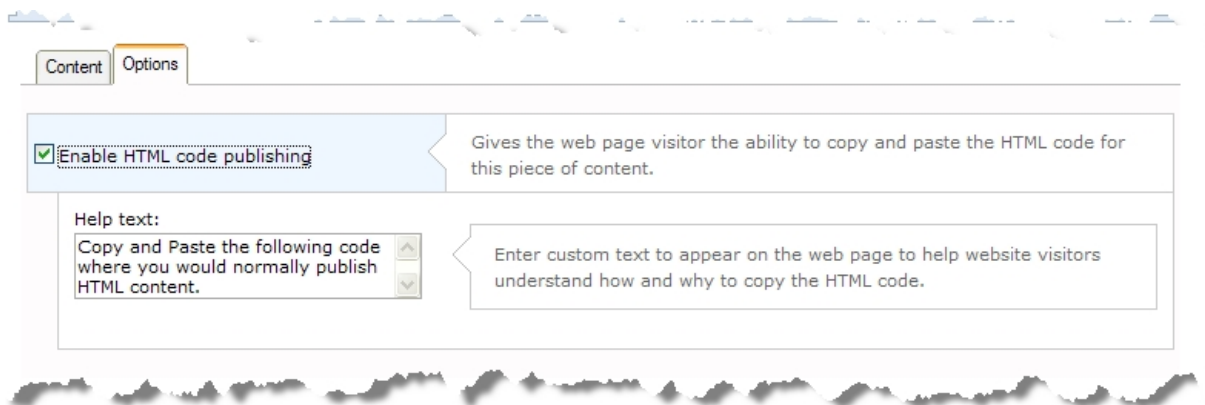 Content Options
Enable HTML code publishing
Gives the web page visitor the ability to copy and paste the HTML code for
this piece of content.
Help text:
Copy and Paste the following code
where you would normally publish
HTML content.
Enter custom text to appear on the web page to help website visitors
understand how and why to copy the HTML code.